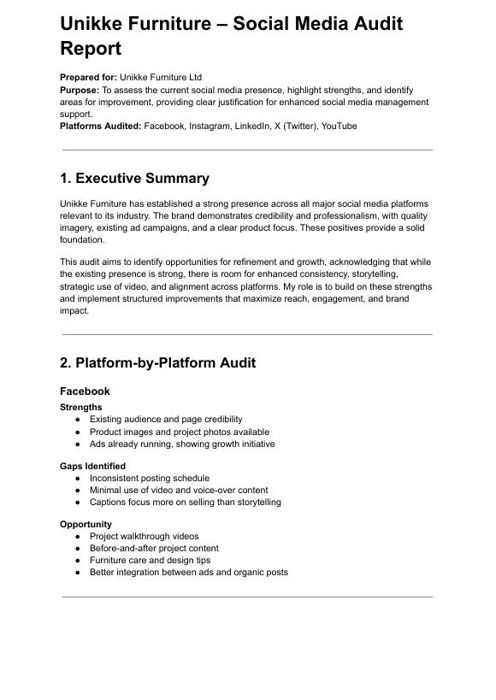 Unikke Furniture – Social Media Audit
Report
Prepared for: Unikke Furniture Ltd
Purpose: To assess the current social media presence, highlight strengths, and identify
areas for improvement, providing clear justification for enhanced social media management
support.
Platforms Audited: Facebook, Instagram, LinkedIn, X (Twitter), YouTube
1. Executive Summary
Unikke Furniture has established a strong presence across all major social media platforms
relevant to its industry. The brand demonstrates credibility and professionalism, with quality
imagery, existing ad campaigns, and a clear product focus. These positives provide a solid
foundation.
This audit aims to identify opportunities for refinement and growth, acknowledging that while
the existing presence is strong, there is room for enhanced consistency, storytelling,
strategic use of video, and alignment across platforms. My role is to build on these strengths
and implement structured improvements that maximize reach, engagement, and brand
impact.
2. Platform-by-Platform Audit
Facebook
Strengths
● Existing audience and page credibility
● Product images and project photos available
● Ads already running, showing growth initiative
Gaps Identified
● Inconsistent posting schedule
● Minimal use of video and voice-over content
● Captions focus more on selling than storytelling
Opportunity
● Project walkthrough videos
● Before-and-after project content
● Furniture care and design tips
● Better integration between ads and organic posts